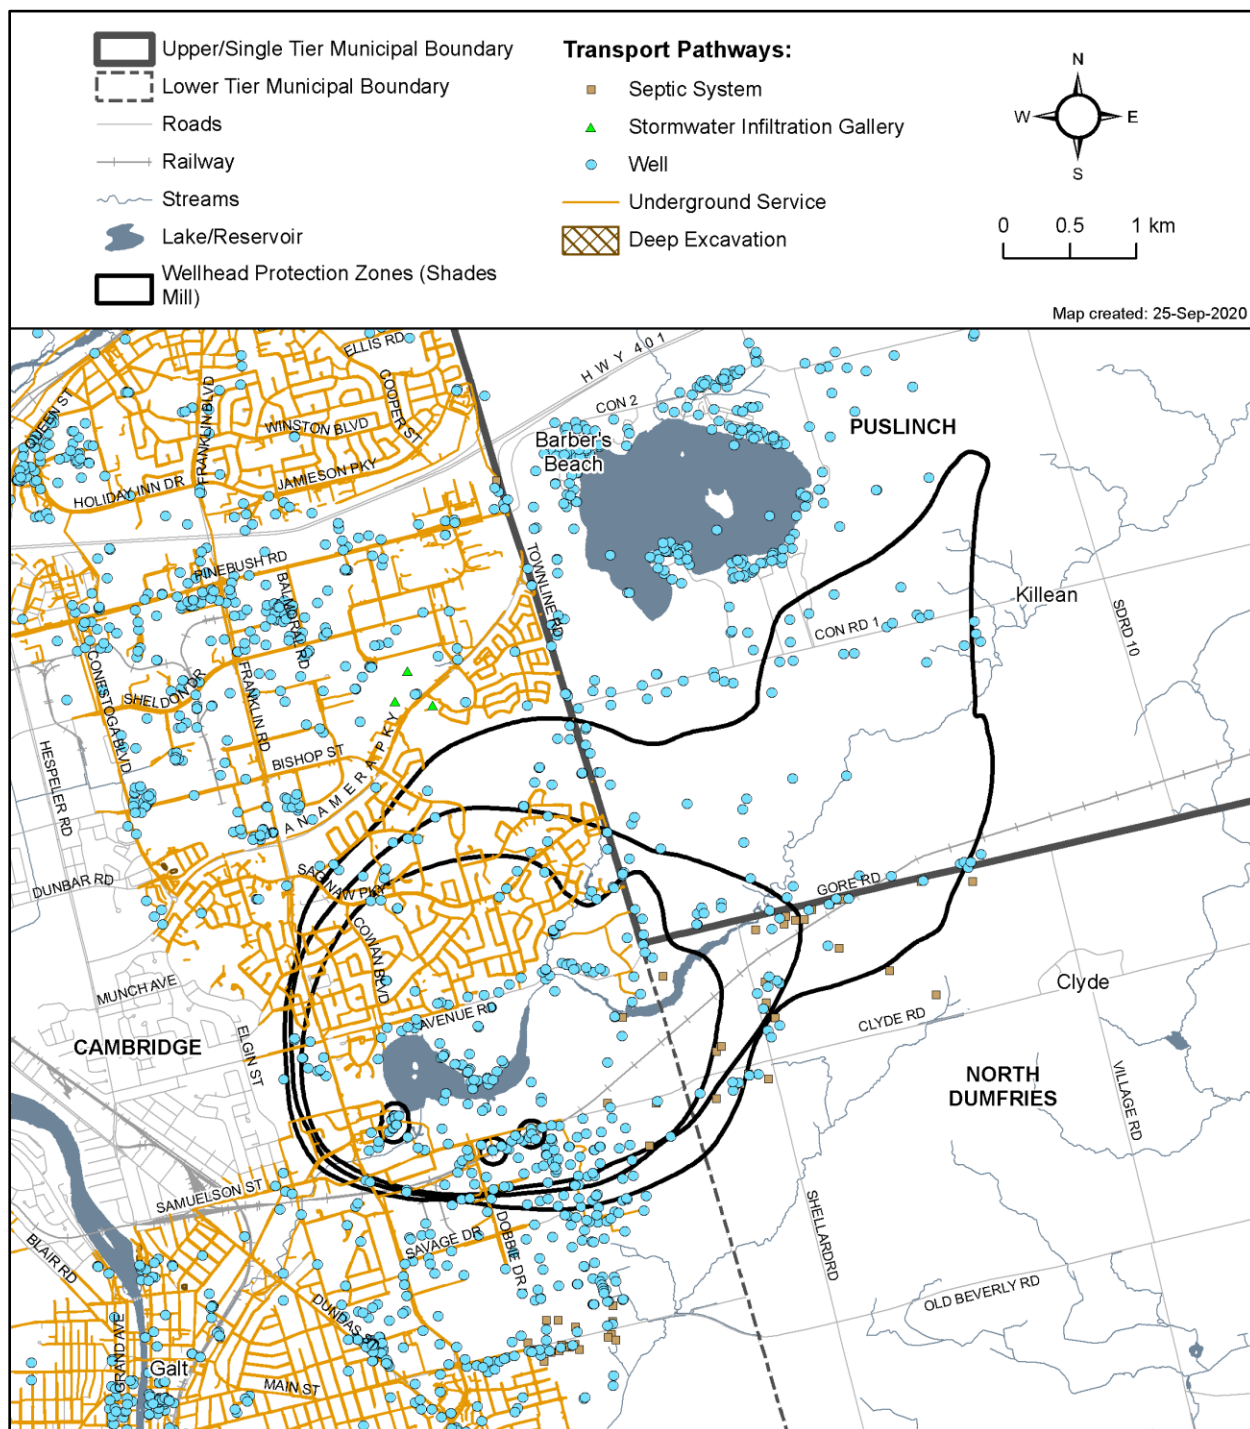 Upper/Single Tier Municipal Boundary
Lower Tier Municipal Boundary
Roads
Railway
Streams
Lake/Reservoir
Wellhead Protection Zones (Shades
Mill)
Transport Pathways:
Septic System
Stormwater Infiltration Gallery
Well
Underground Service
Deep Excavation
N
W E
S
0 0.5 1 km
Map created: 25-Sep-2020
ELLIS RD
HWY 401
COOPER ST
CON 2
QUEEN ST
FRANKLIN BLVD
WINSTON BLVD
Barber's
Beach
PUSLINCH
JAMIESON PKY
HOLIDAY INN DR
PINEBUSH RD
TOWNLINE RD
BALMORAL RD
Killean
SDRD 10
CON RD 1
CONESTOGA BLVD
SHELDON DR
FRANKLIN RD
HESPELER RD
BISHOP ST
CAN AMERA PKY
DUNBAR RD
SAGINAW PKY
GORE RD
COWAN BLVD
MUNCH AVE
Clyde
AVENUE RD
CLYDE RD
CAMBRIDGE
ELGIN ST
NORTH
DUMFRIES
VILLAGE RD
SAMUELSON ST
SHELLARD RD
DOBBIE DR
SAVAGE DR
BLAIR RD
OLD BEVERLY RD
DUNDAS ST
GRAND AVE
Galt
MAIN ST